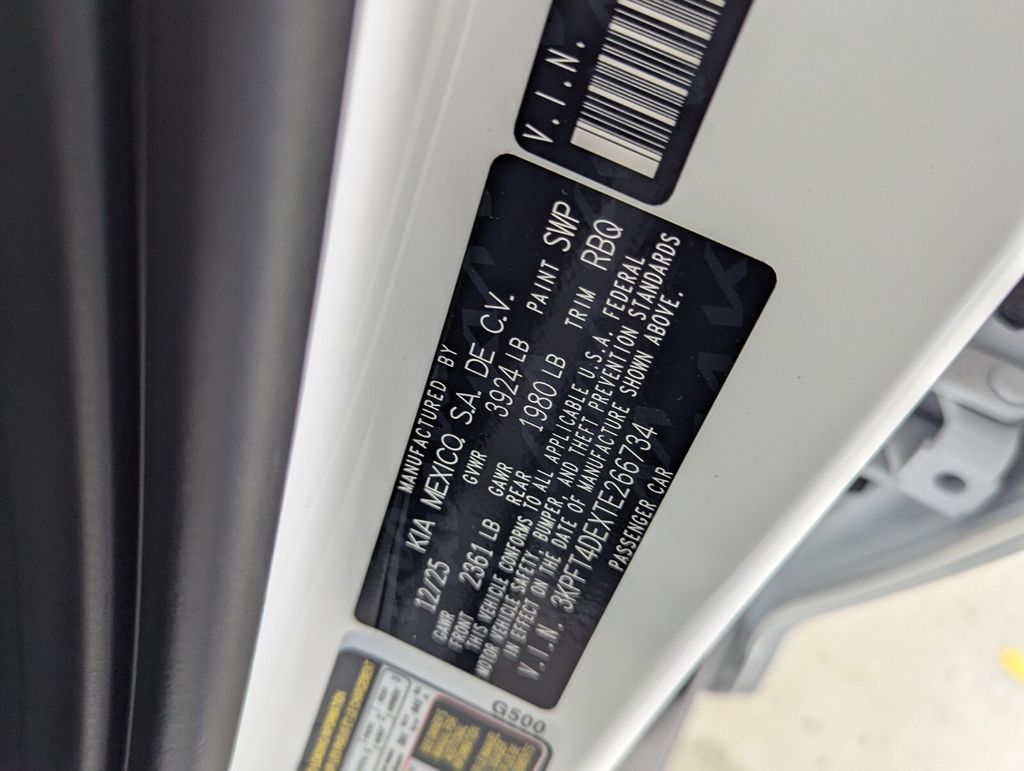 V.I.N.
MANUFACTURED BY
12/25 KIA MEXICO, S.A. DE C.V.
GVWR 3924 LB PAINT SWP
GAWR FRONT 2361 LB GAWR REAR 1980 LB TRIM RBQ
THIS VEHICLE CONFORMS TO ALL APPLICABLE U.S.A. FEDERAL
MOTOR VEHICLE SAFETY, BUMPER, AND THEFT PREVENTION STANDARDS
IN EFFECT ON THE DATE OF MANUFACTURE SHOWN ABOVE.
V.I.N. 3KPFT4DEXTE266734
PASSENGER CAR
G500